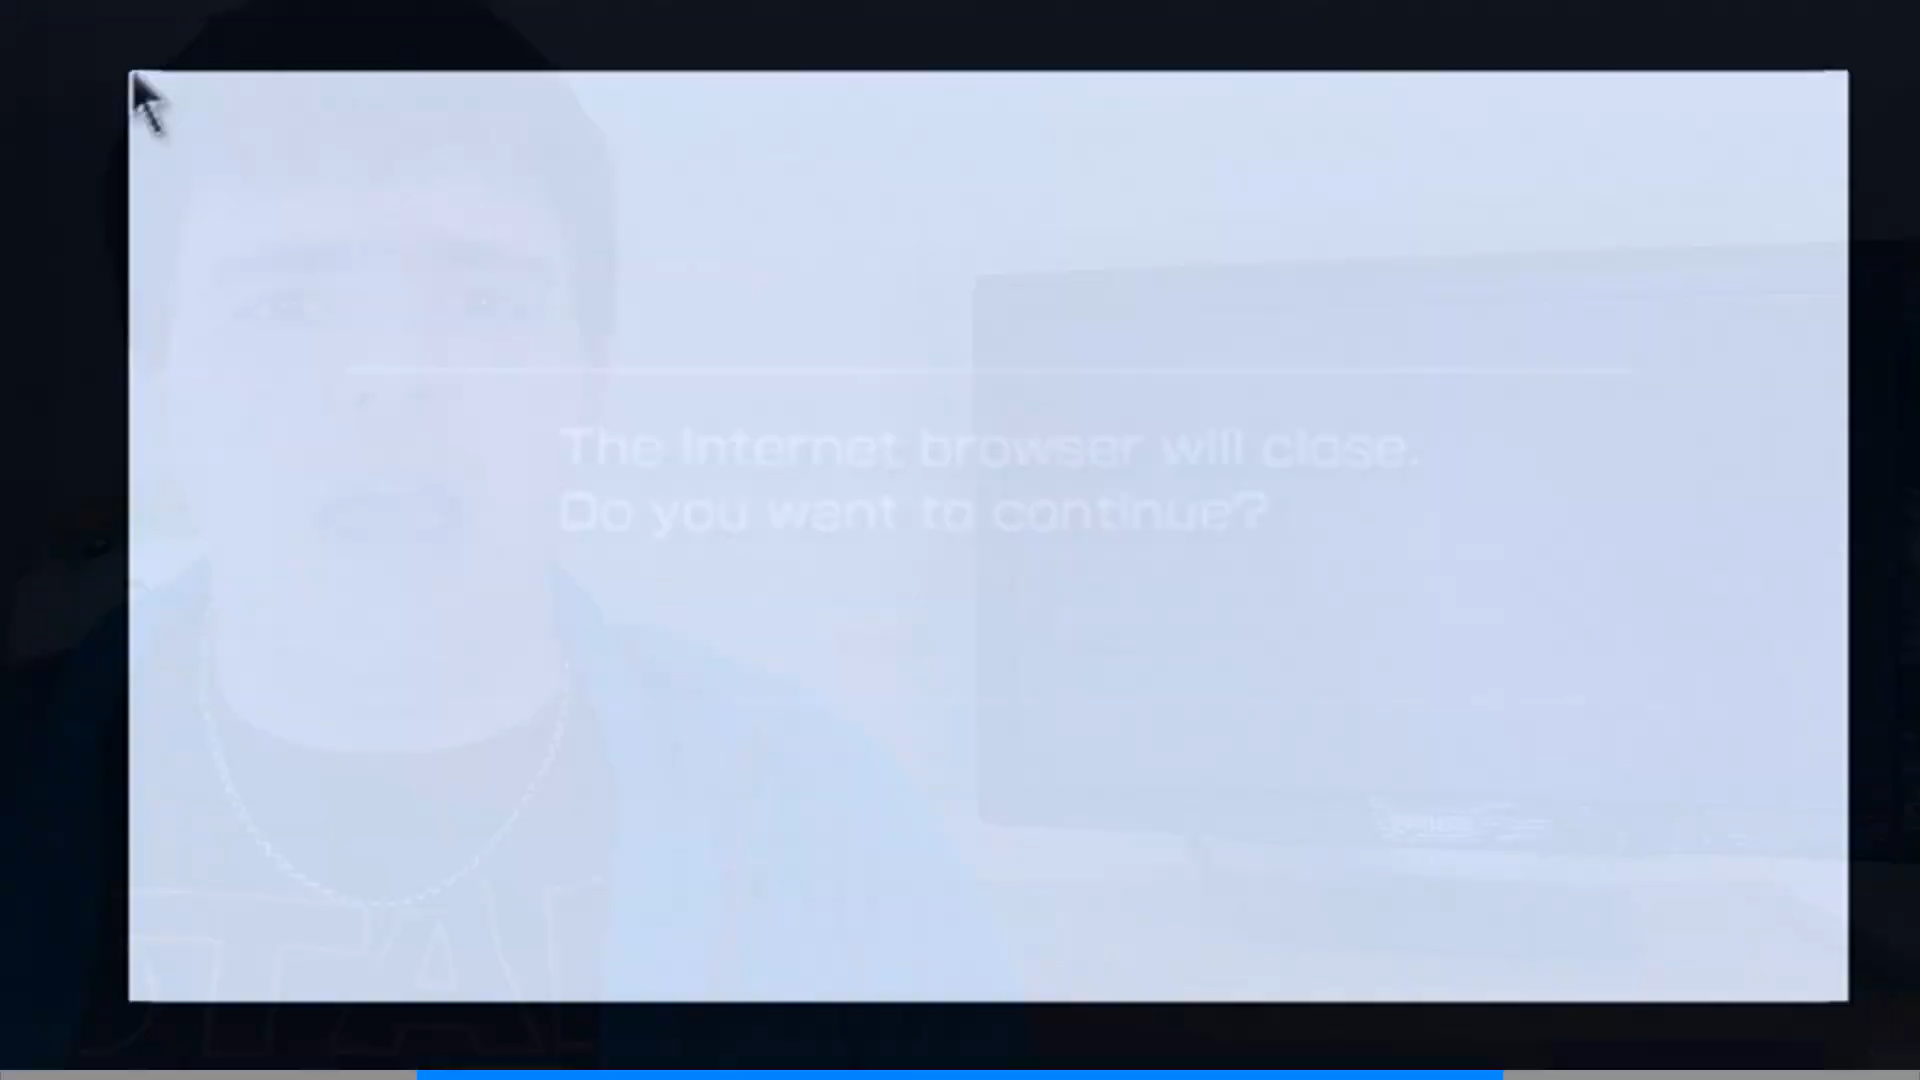 The Internet browser will close.
Do you want to continue?